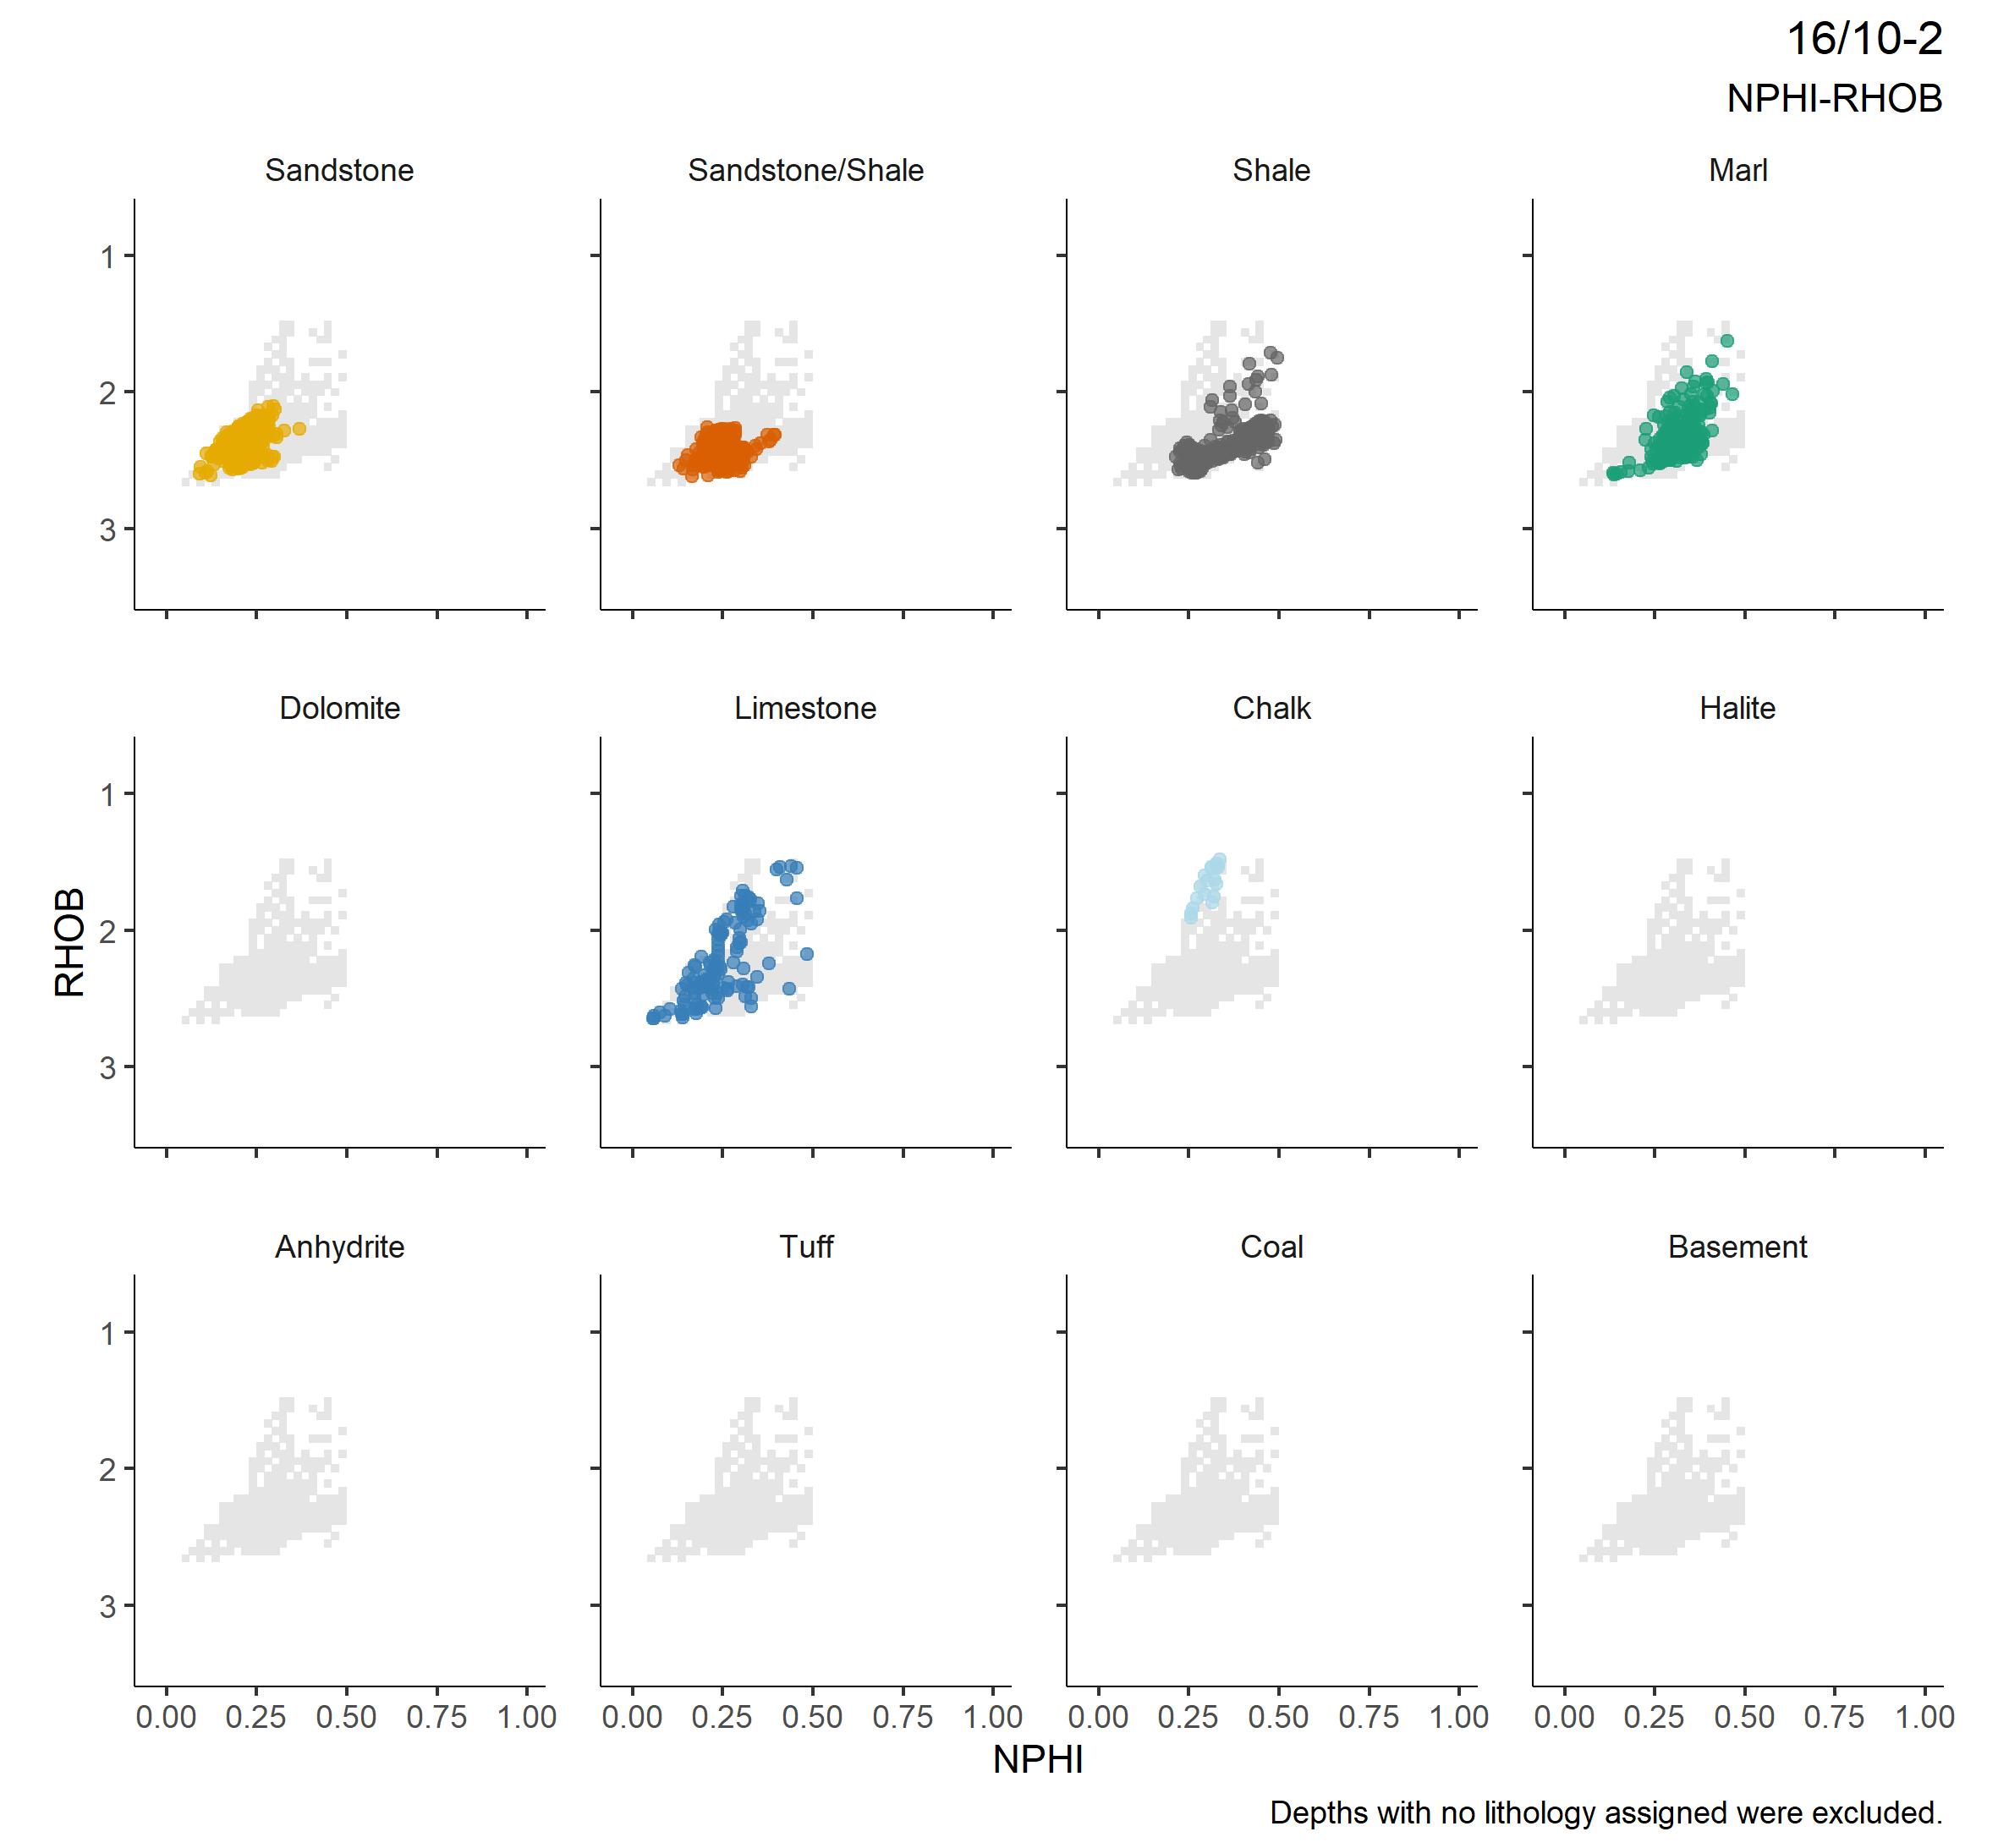 16/10-2
NPHI-RHOB
Sandstone Sandstone/Shale Shale Marl
1
2
3
Dolomite Limestone Chalk Halite
1
2
3
RHOB
Anhydrite Tuff Coal Basement
1
2
3
0.00 0.25 0.50 0.75 1.00 0.00 0.25 0.50 0.75 1.00 0.00 0.25 0.50 0.75 1.00 0.00 0.25 0.50 0.75 1.00
NPHI
Depths with no lithology assigned were excluded.